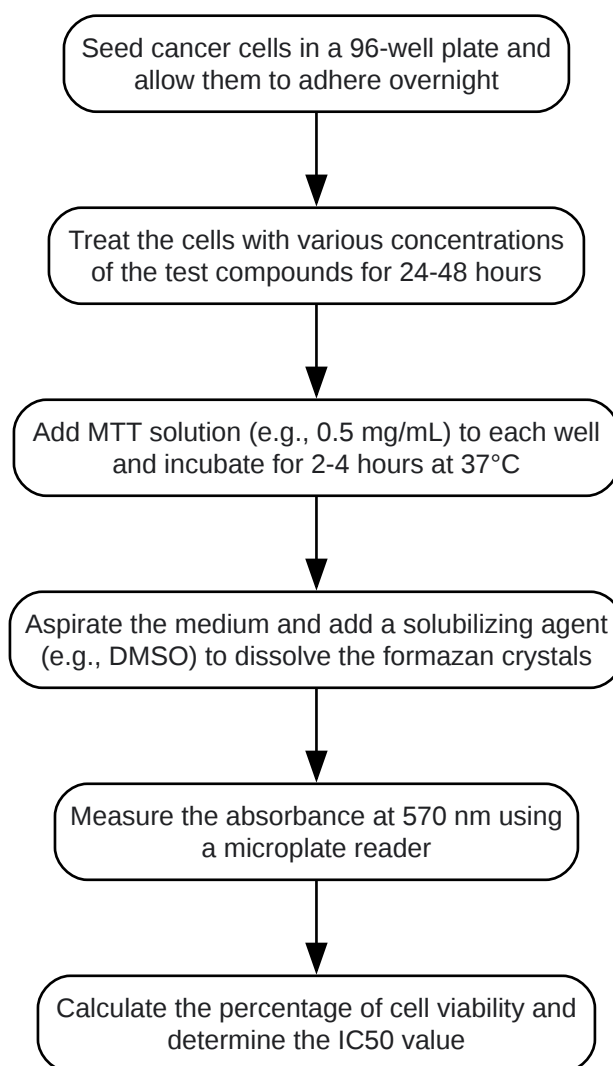 Seed cancer cells in a 96-well plate and
allow them to adhere overnight
Treat the cells with various concentrations
of the test compounds for 24-48 hours
Add MTT solution (e.g., 0.5 mg/mL) to each well
and incubate for 2-4 hours at 37°C
Aspirate the medium and add a solubilizing agent
(e.g., DMSO) to dissolve the formazan crystals
Measure the absorbance at 570 nm using
a microplate reader
Calculate the percentage of cell viability and
determine the IC50 value